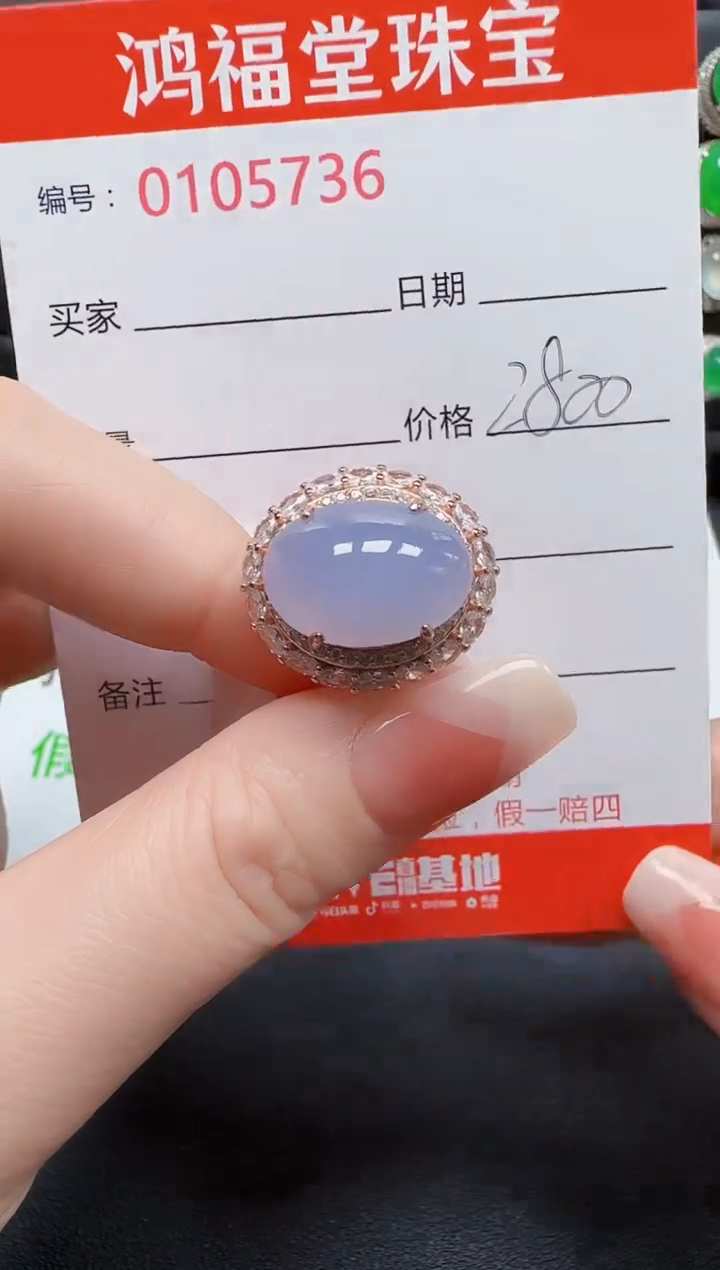 鸿福堂珠宝
编号：0105736
买家 日期
价格 2800
备注
假一赔四
基地
假